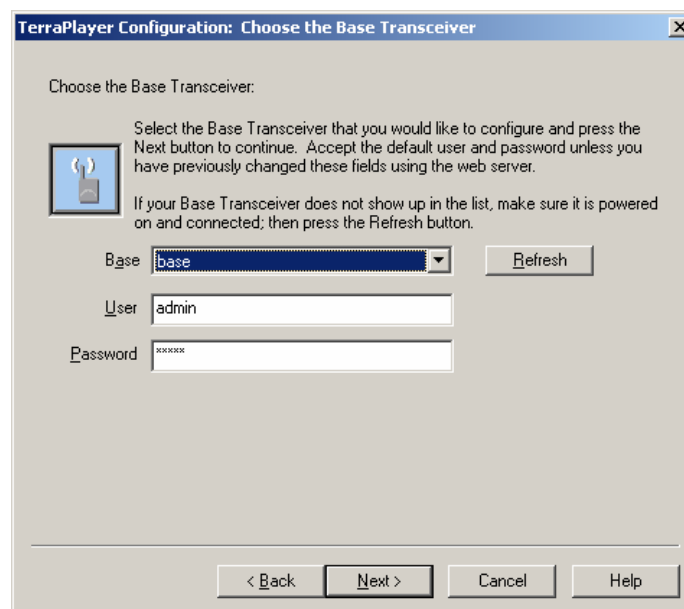 TerraPlayer Configuration: Choose the Base Transceiver
Choose the Base Transceiver:
Select the Base Transceiver that you would like to configure and press the
Next button to continue. Accept the default user and password unless you
have previously changed these fields using the web server.
If your Base Transceiver does not show up in the list, make sure it is powered
on and connected; then press the Refresh button.
Base base Refresh
User admin
Password *****
< Back Next > Cancel Help